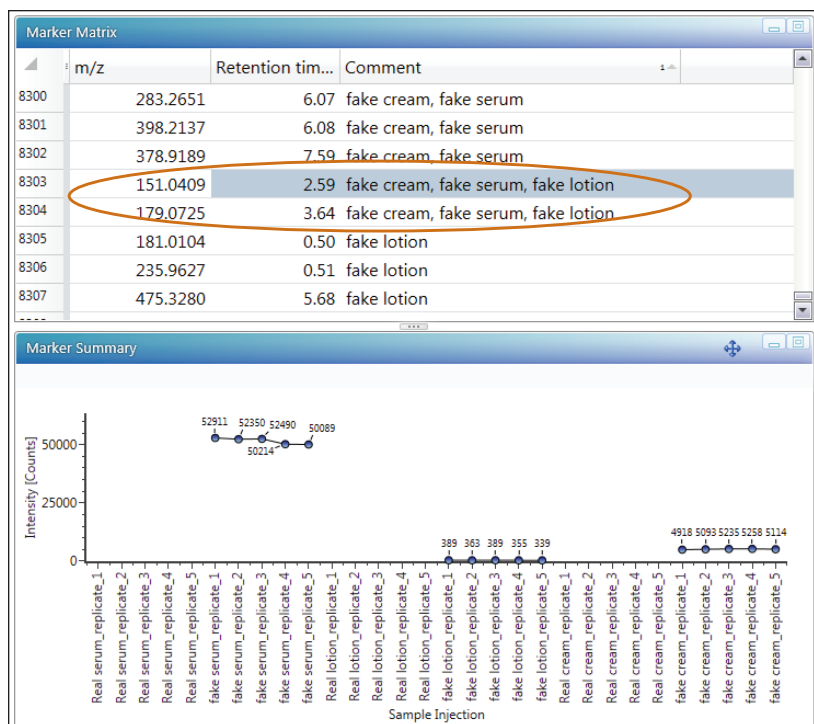 Marker Matrix
m/z Retention tim... Comment 1
8300 283.2651 6.07 fake cream, fake serum
8301 398.2137 6.08 fake cream, fake serum
8302 378.9189 7.59 fake cream, fake serum
8303 151.0409 2.59 fake cream, fake serum, fake lotion
8304 179.0725 3.64 fake cream, fake serum, fake lotion
8305 181.0104 0.50 fake lotion
8306 235.9627 0.51 fake lotion
8307 475.3280 5.68 fake lotion
Marker Summary
Intensity [Counts]
50000
25000
0
52911 52350 52490 50214 50089
389 363 389 355 339
4918 5093 5235 5258 5114
Real serum_replicate_1
Real serum_replicate_2
Real serum_replicate_3
Real serum_replicate_4
Real serum_replicate_5
fake serum_replicate_1
fake serum_replicate_2
fake serum_replicate_3
fake serum_replicate_4
fake serum_replicate_5
Real lotion_replicate_1
Real lotion_replicate_2
Real lotion_replicate_3
Real lotion_replicate_4
Real lotion_replicate_5
fake lotion_replicate_1
fake lotion_replicate_2
fake lotion_replicate_3
fake lotion_replicate_4
fake lotion_replicate_5
Real cream_replicate_1
Real cream_replicate_2
Real cream_replicate_3
Real cream_replicate_4
Real cream_replicate_5
fake cream_replicate_1
fake cream_replicate_2
fake cream_replicate_3
fake cream_replicate_4
fake cream_replicate_5
Sample Injection